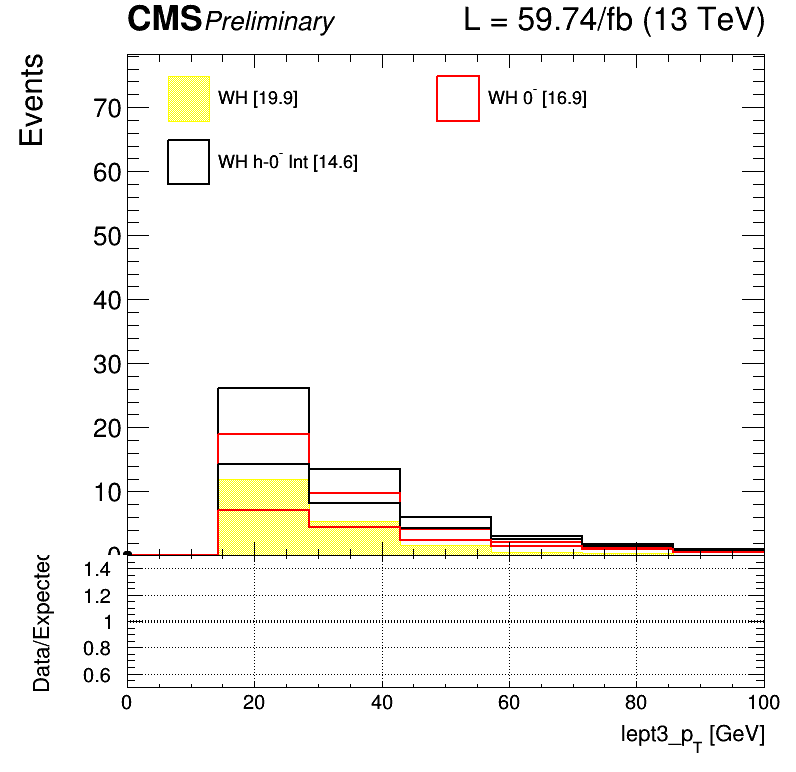 CMS Preliminary L = 59.74/fb (13 TeV)
Events
WH [19.9]
WH 0⁻ [16.9]
WH h-0⁻ Int [14.6]
70
60
50
40
30
20
10
0
Data/Expected
1.4
1.2
1
0.8
0.6
0 20 40 60 80 100
lept3_p_T [GeV]